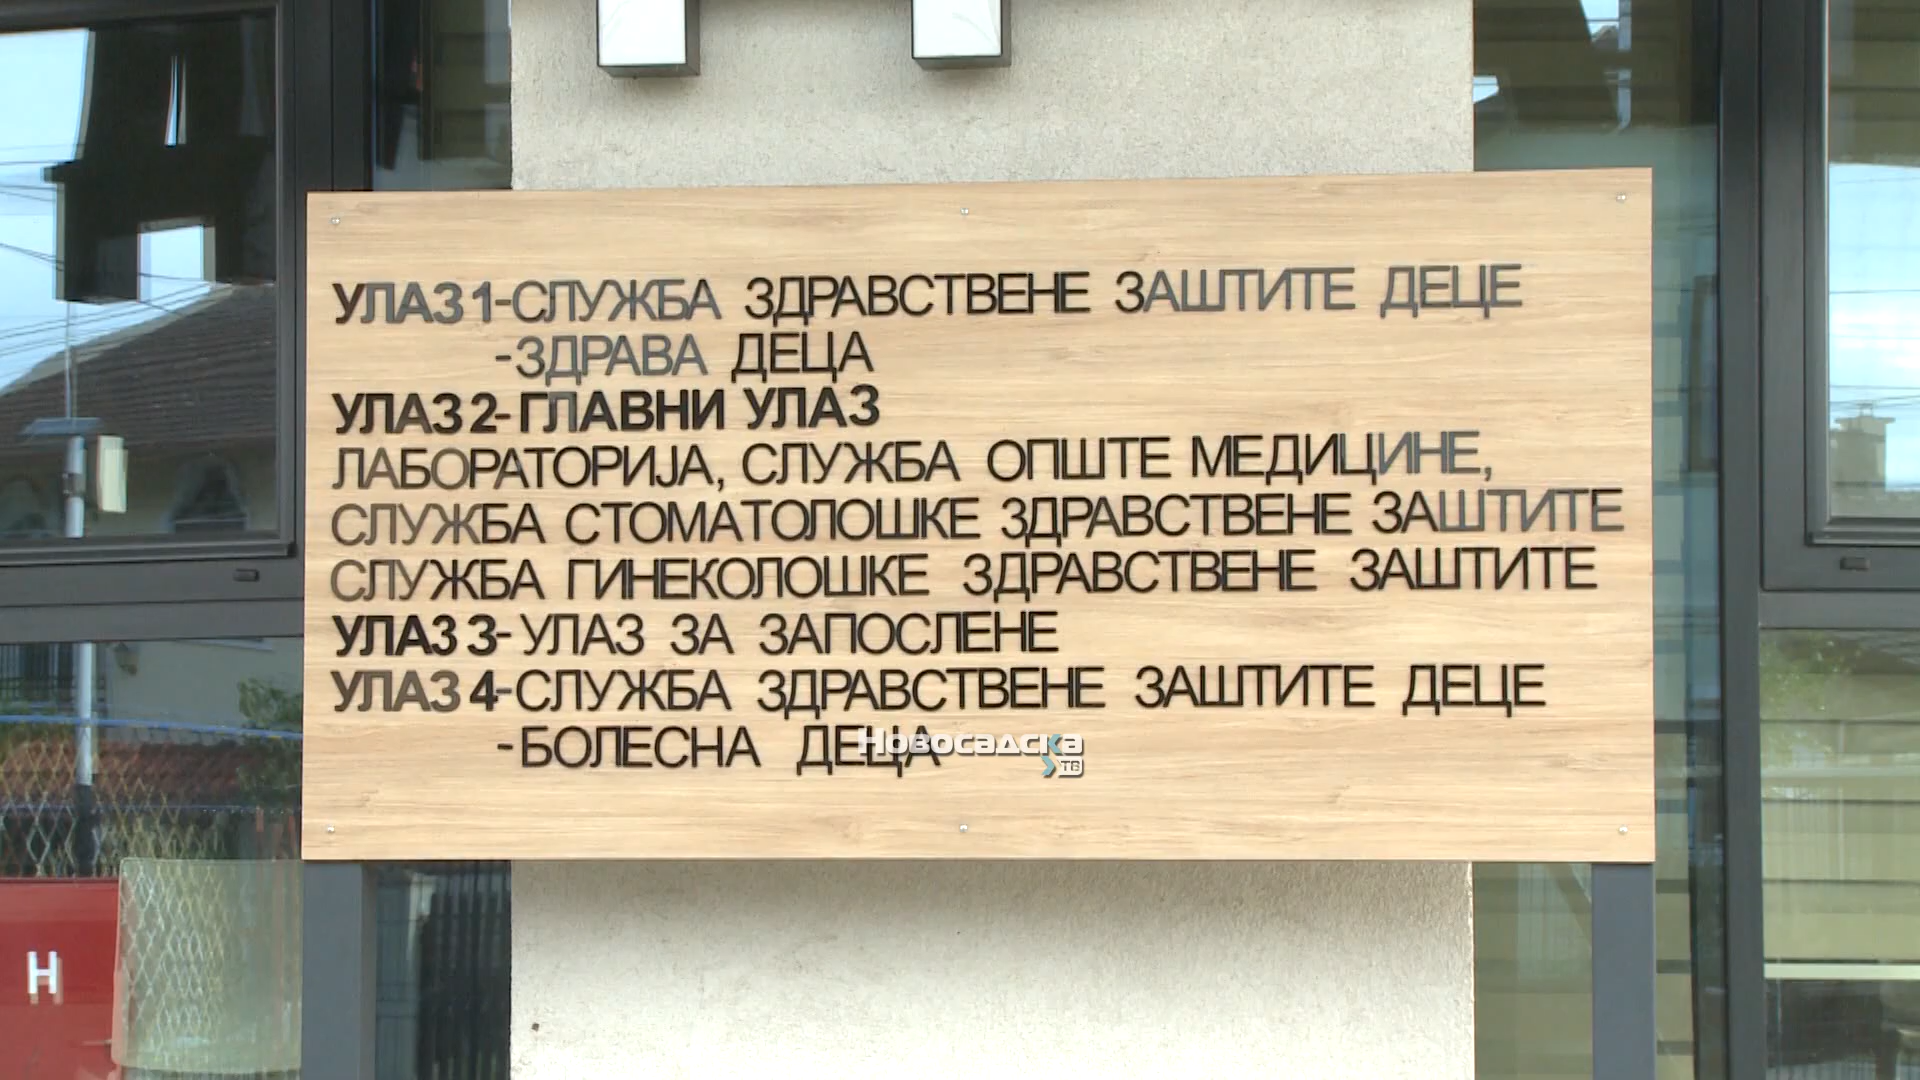 УЛАЗ 1-СЛУЖБА ЗДРАВСТВЕНЕ ЗАШТИТЕ ДЕЦЕ
-ЗДРАВА ДЕЦА
УЛАЗ 2-ГЛАВНИ УЛАЗ
ЛАБОРАТОРИЈА, СЛУЖБА ОПШТЕ МЕДИЦИНЕ,
СЛУЖБА СТОМАТОЛОШКЕ ЗДРАВСТВЕНЕ ЗАШТИТЕ
СЛУЖБА ГИНЕКОЛОШКЕ ЗДРАВСТВЕНЕ ЗАШТИТЕ
УЛАЗ 3-УЛАЗ ЗА ЗАПОСЛЕНЕ
УЛАЗ 4-СЛУЖБА ЗДРАВСТВЕНЕ ЗАШТИТЕ ДЕЦЕ
-БОЛЕСНА ДЕЦА
Новосадска
ТВ
H